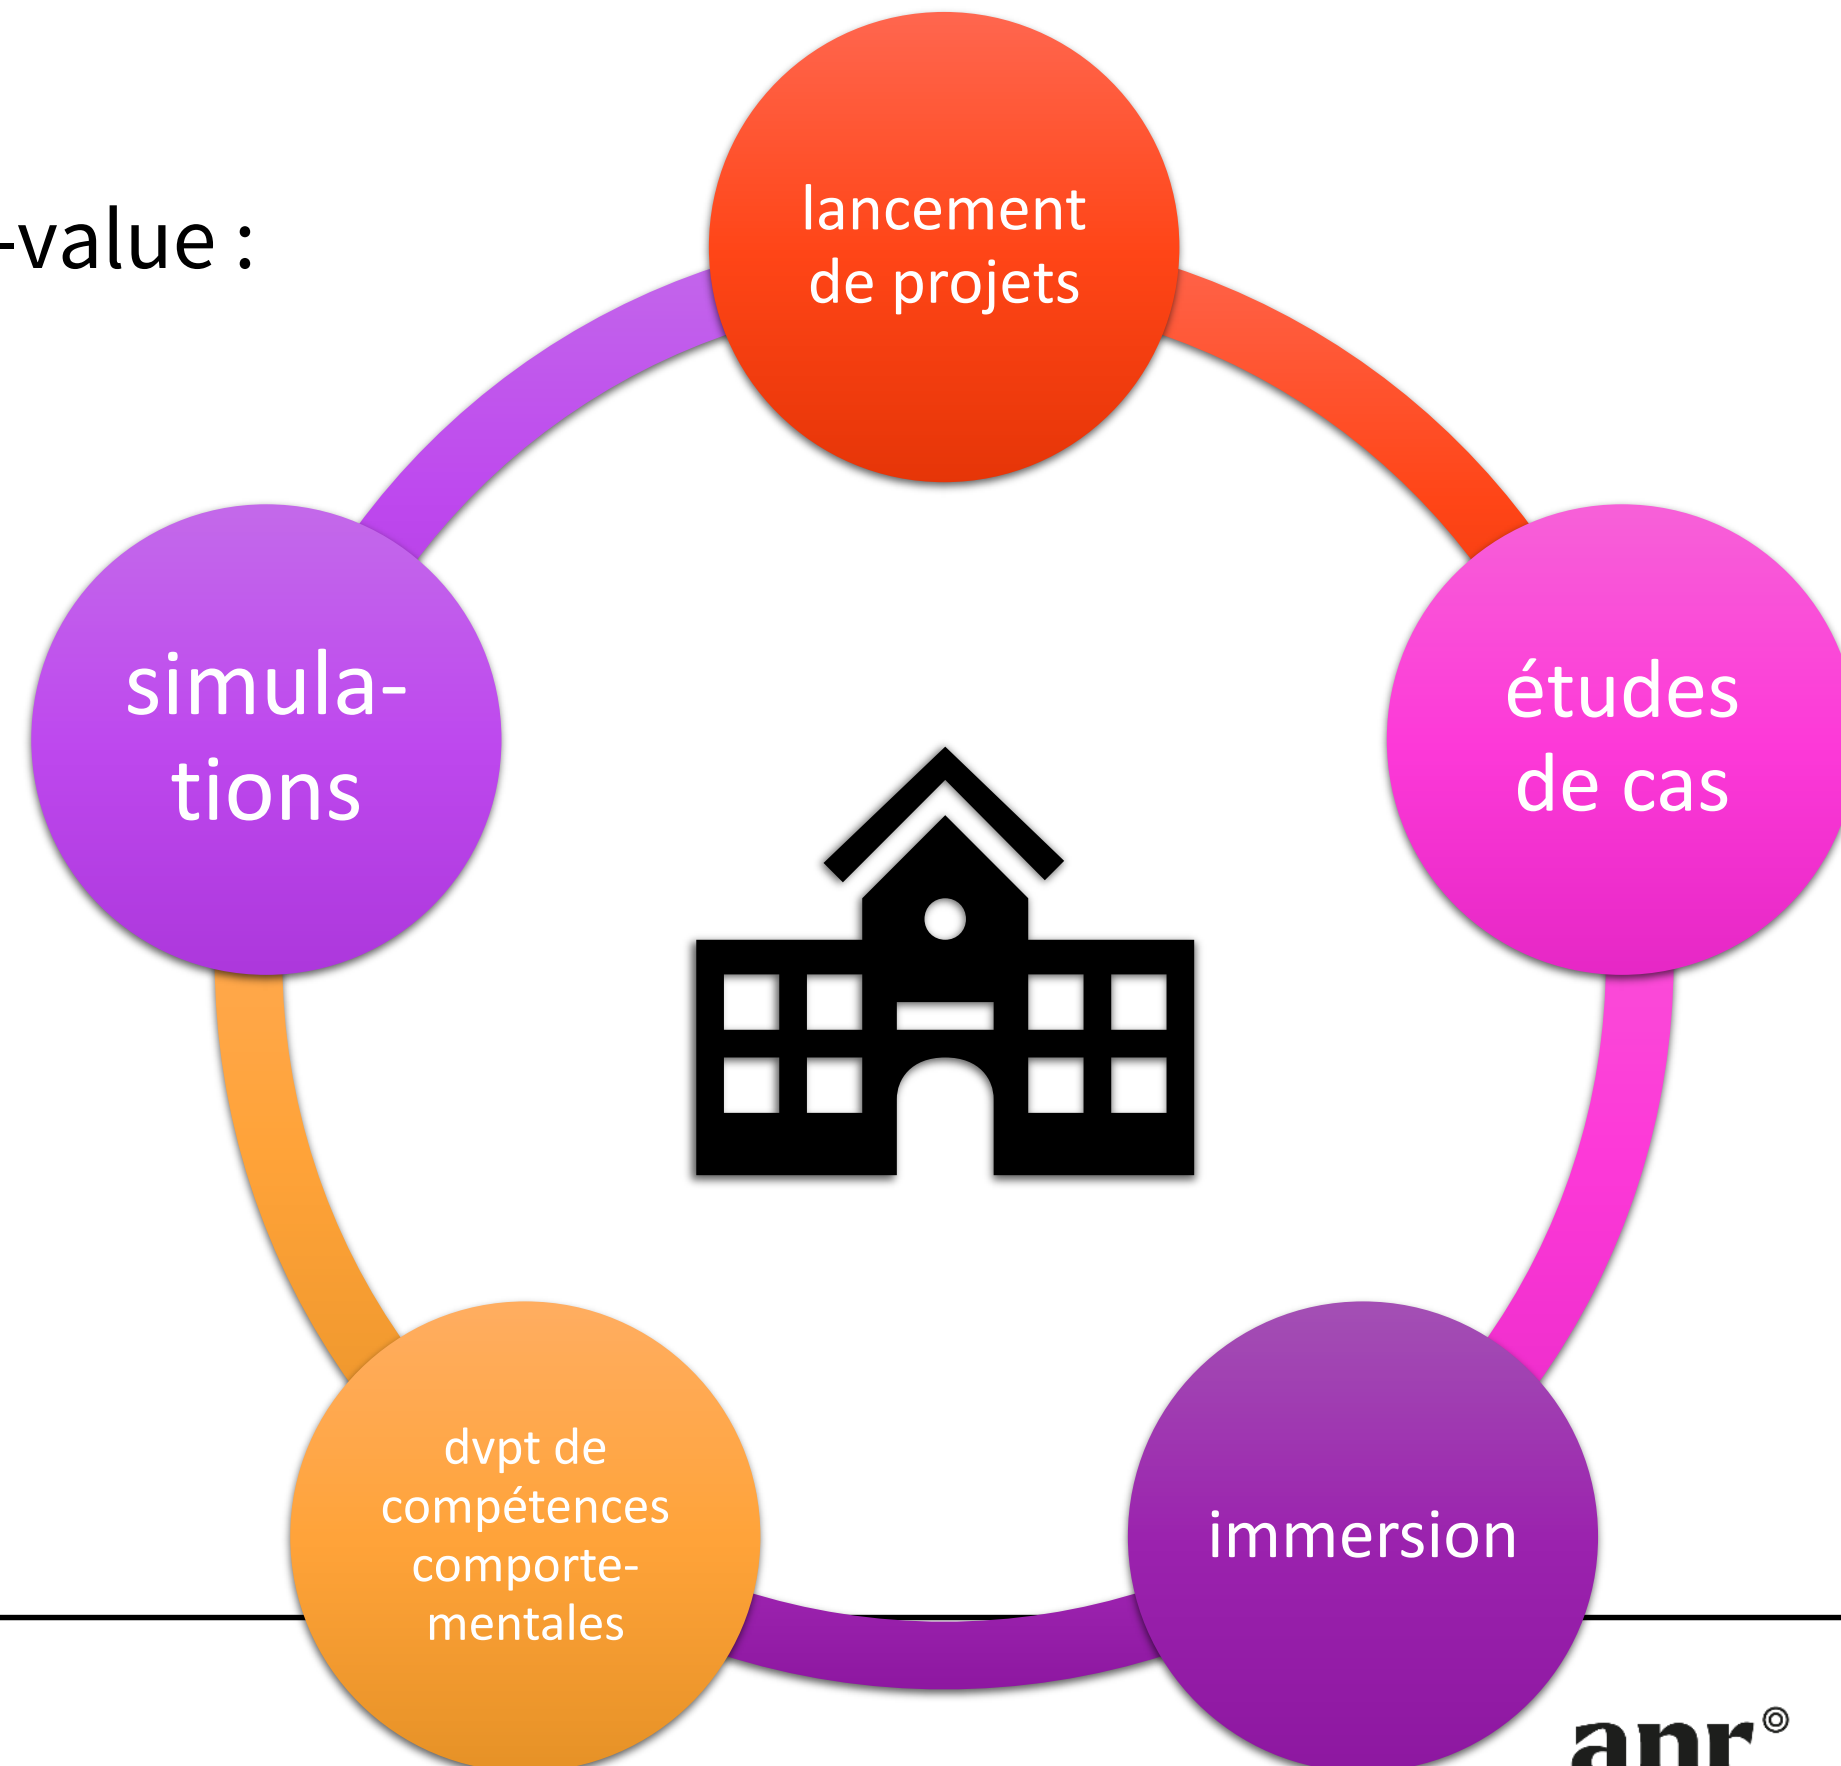 -value :
lancement
de projets
études
de cas
immersion
dvpt de
compétences
comporte-
mentales
simula-
tions
anr